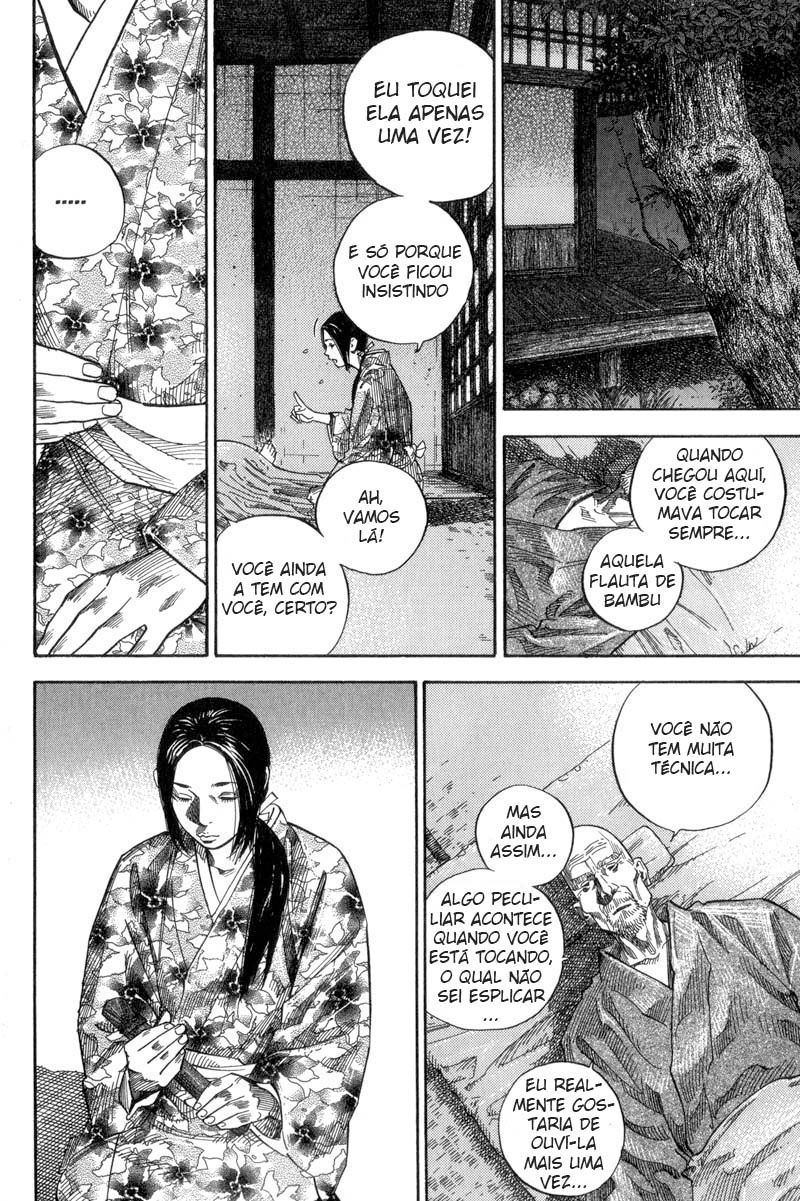 QUANDO
CHEGOU AQUÍ,
VOCÊ COSTU-
MAVA TOCAR
SEMPRE...
AQUELA
FLAUTA DE
BAMBU
EU TOQUEI
ELA APENAS
UMA VEZ!
E SÓ PORQUE
VOCÊ FICOU
INSISTINDO
AH,
VAMOS
LÁ!
VOCÊ AINDA
A TEM COM
VOCÊ, CERTO?
.....
VOCÊ NÃO
TEM MUITA
TÉCNICA...
MAS
AINDA
ASSIM...
ALGO PECU-
LIAR ACONTECE
QUANDO VOCÊ
ESTÁ TOCANDO,
O QUAL NÃO
SEI ESPLICAR
...
EU REAL-
MENTE GOS-
TARIA DE
OUVÍ-LA
MAIS UMA
VEZ...